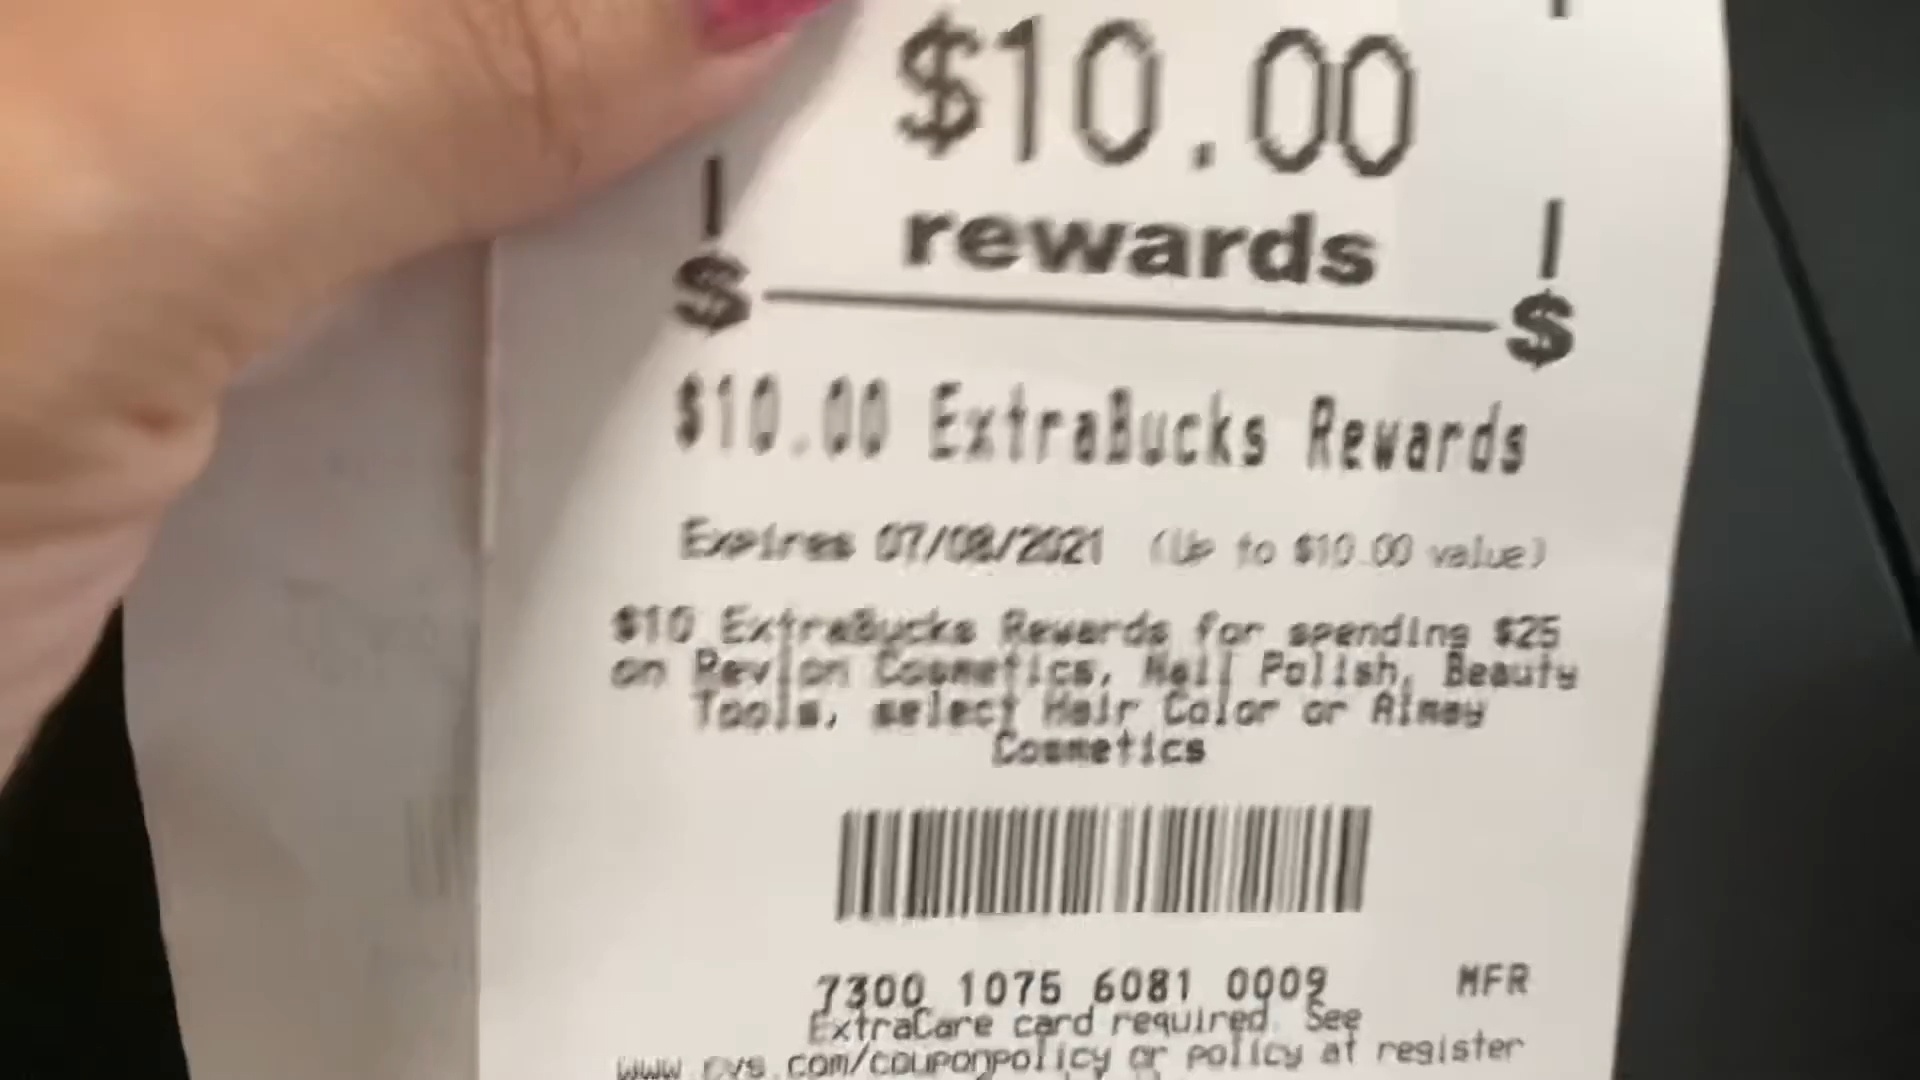 $10.00
rewards
$ $
$10.00 ExtraBucks Rewards
Expires 07/08/2021 (Up to $10.00 value)
$10 ExtraBucks Rewards for spending $25
on Revlon Cosmetics, Nail Polish, Beauty
Tools, select Hair Color or Almay
Cosmetics
7300 1075 6081 0009 MFR
ExtraCare card required. See
www.cvs.com/couponpolicy or policy at register